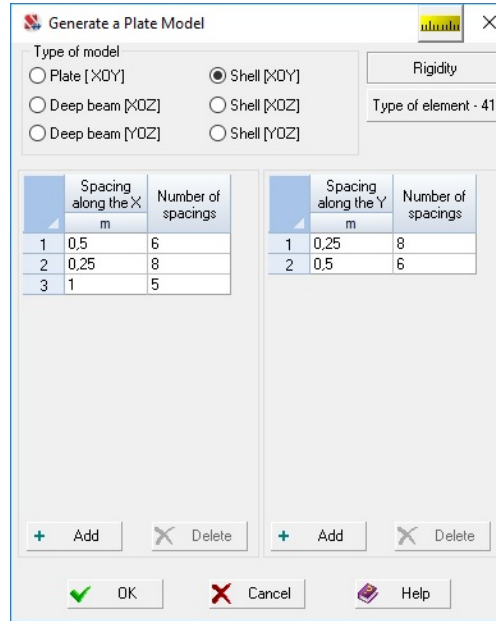 Generate a Plate Model
Type of model
Plate [ XOY]
Shell [XOY]
Deep beam [XOZ]
Shell [XOZ]
Deep beam [YOZ]
Shell [YOZ]
Rigidity
Type of element - 41
Spacing along the X
Number of spacings
m
1 0,5 6
2 0,25 8
3 1 5
Spacing along the Y
Number of spacings
m
1 0,25 8
2 0,5 6
Add
Delete
Add
Delete
OK
Cancel
Help